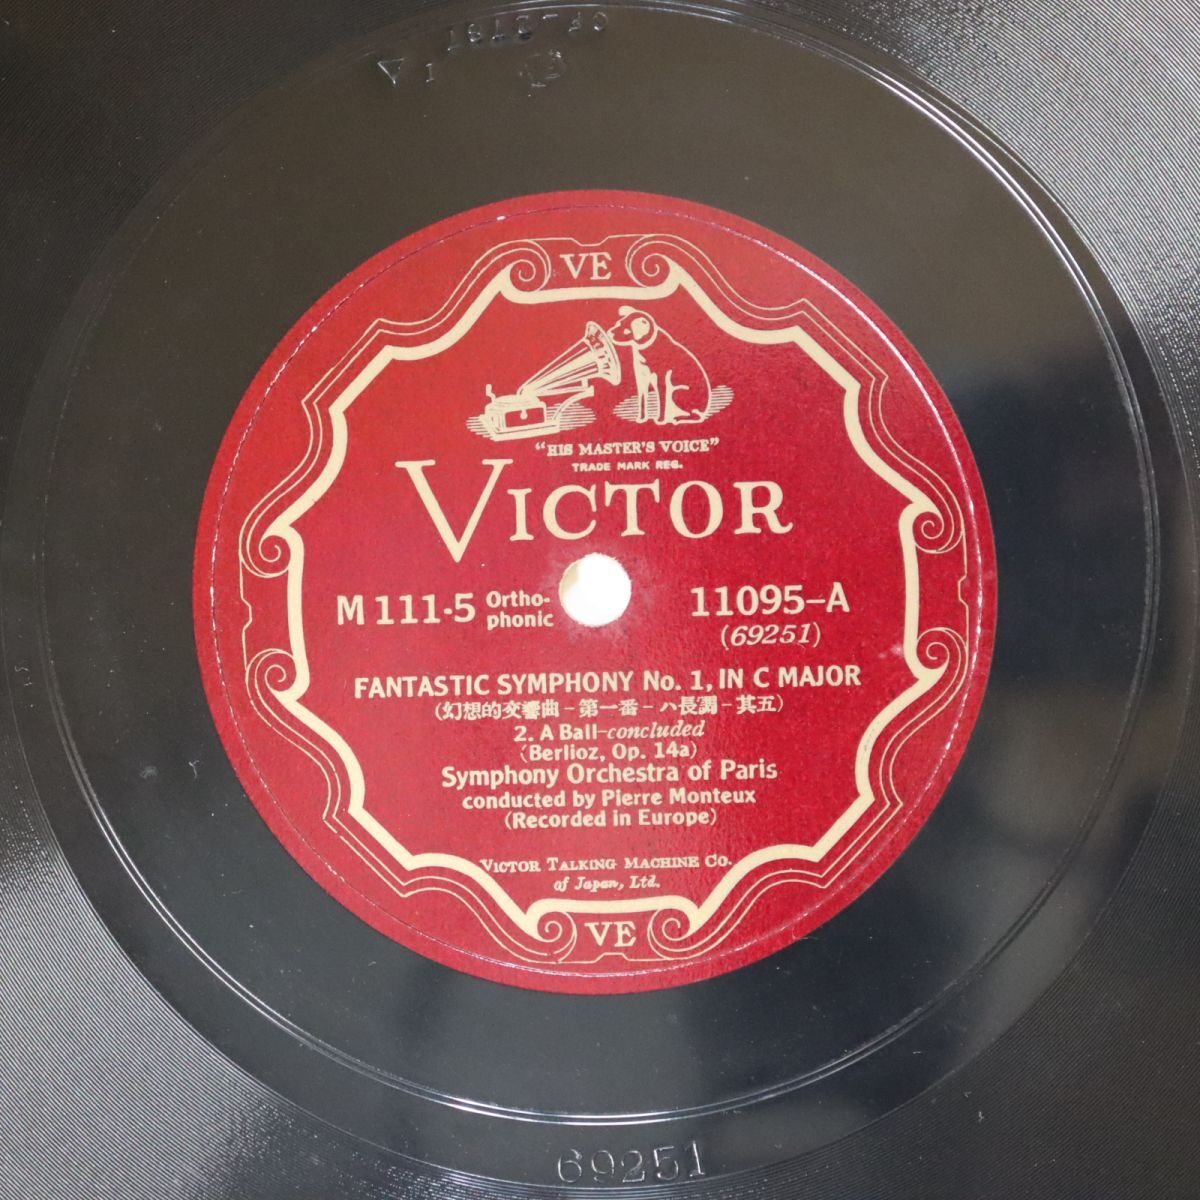 VE
"HIS MASTER'S VOICE"
TRADE MARK REG.
VICTOR
M 111-5 Ortho-
phonic
11095-A
(69251)
FANTASTIC SYMPHONY No. 1, IN C MAJOR
(幻想的交響曲-第一番-ハ長調-其五)
2. A Ball-concluded
(Berlioz, Op. 14a)
Symphony Orchestra of Paris
conducted by Pierre Monteux
(Recorded in Europe)
VICTOR TALKING MACHINE CO.
of Japan, Ltd.
VE
69251